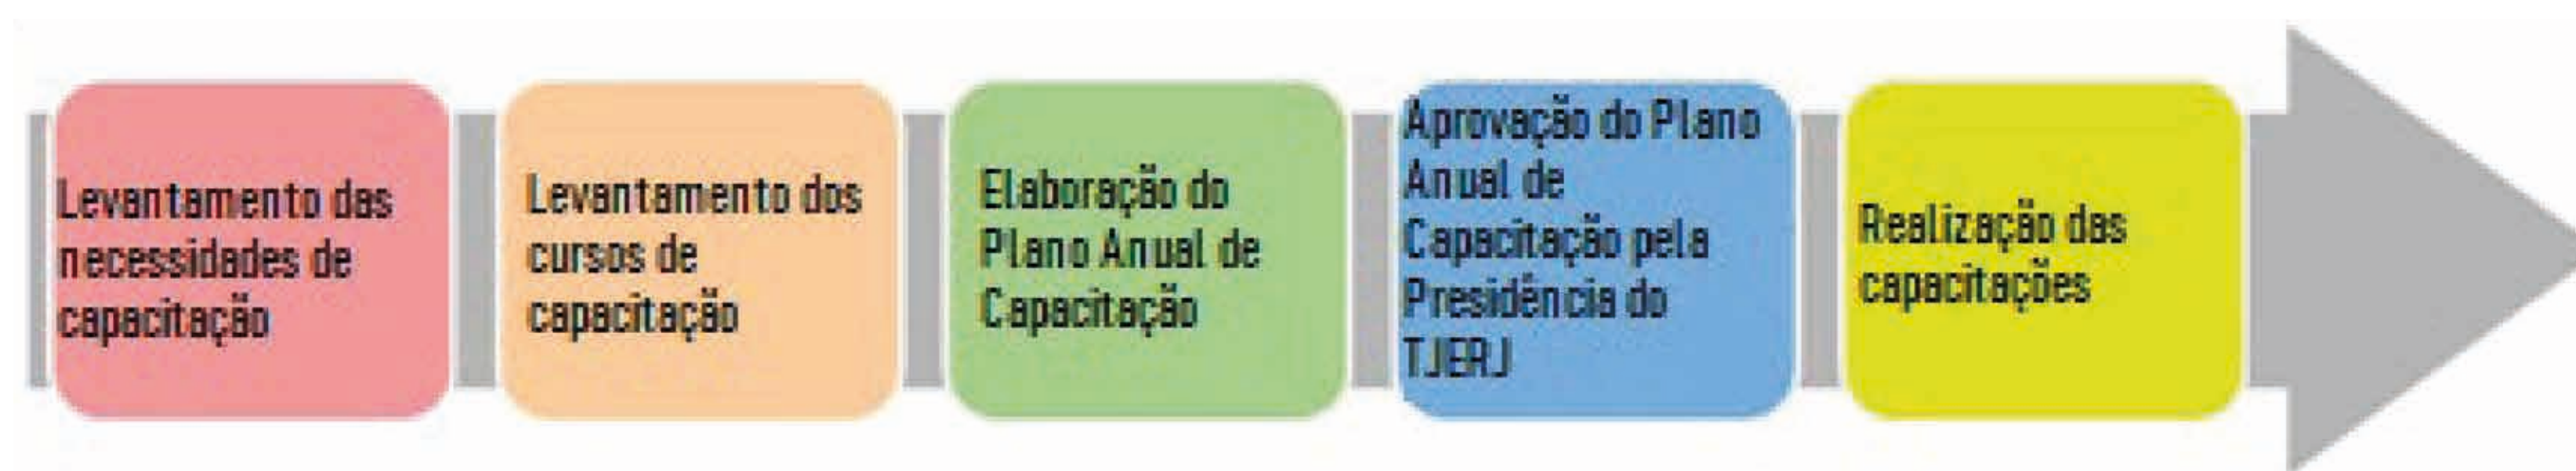 Levantamento das
necessidades de
capacitação
Levantamento dos
cursos de
capacitação
Elaboração do
Plano Anual de
Capacitação
Aprovação do Plano
Anual de
Capacitação pela
Presidência do
TJERJ
Realização das
capacitações